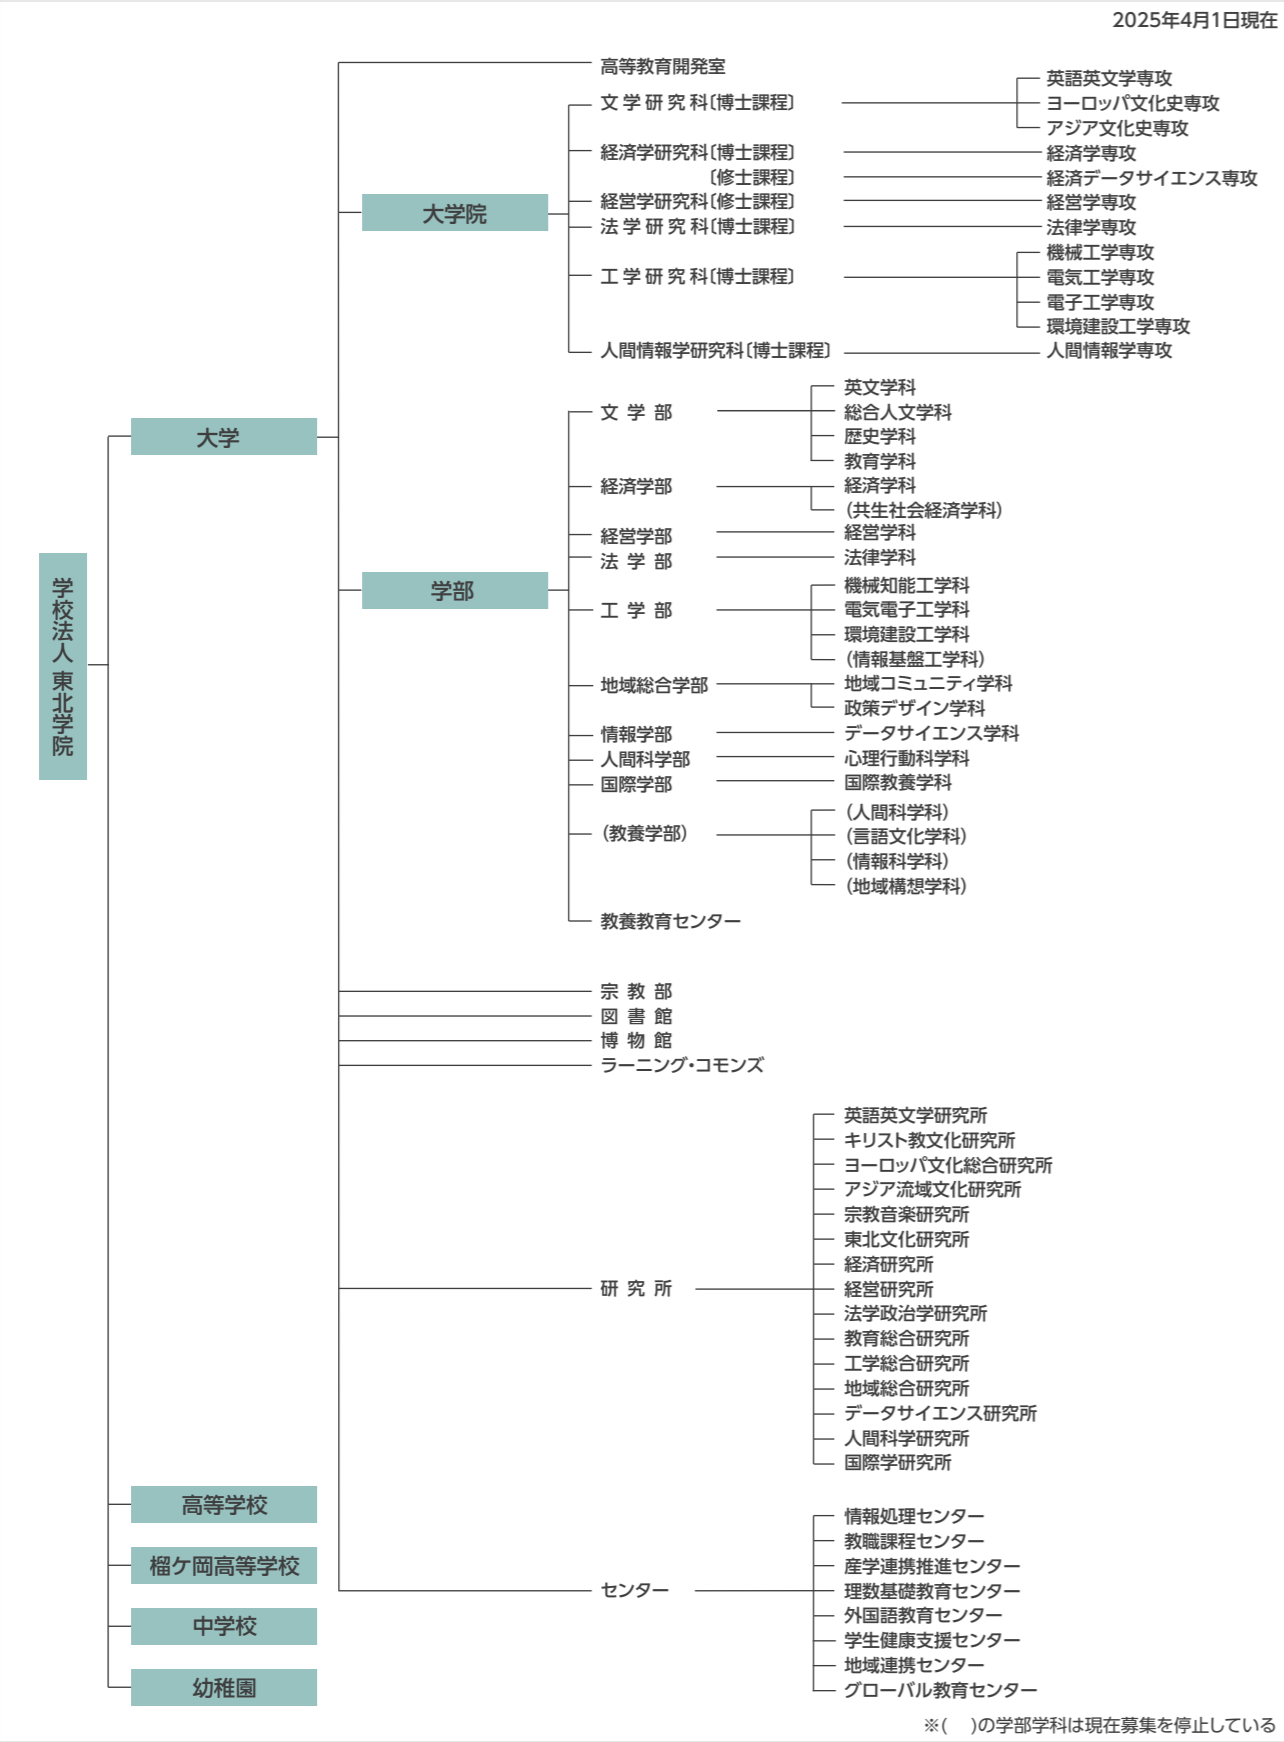 2025年4月1日現在
学校法人 東北学院
大学
高等教育開発室
大学院
文学研究科〔博士課程〕
英語英文学専攻
ヨーロッパ文化史専攻
アジア文化史専攻
経済学研究科〔博士課程〕
経済学専攻
〔修士課程〕
経済データサイエンス専攻
経営学研究科〔修士課程〕
経営学専攻
法学研究科〔博士課程〕
法律学専攻
工学研究科〔博士課程〕
機械工学専攻
電気工学専攻
電子工学専攻
環境建設工学専攻
人間情報学研究科〔博士課程〕
人間情報学専攻
学部
文学部
英文学科
総合人文学科
歴史学科
教育学科
経済学部
経済学科
(共生社会経済学科)
経営学部
経営学科
法学部
法律学科
工学部
機械知能工学科
電気電子工学科
環境建設工学科
(情報基盤工学科)
地域総合学部
地域コミュニティ学科
政策デザイン学科
情報学部
データサイエンス学科
人間科学部
心理行動科学科
国際学部
国際教養学科
(教養学部)
(人間科学科)
(言語文化学科)
(情報科学科)
(地域構想学科)
教養教育センター
宗教部
図書館
博物館
ラーニング・コモンズ
研究所
英語英文学研究所
キリスト教文化研究所
ヨーロッパ文化総合研究所
アジア流域文化研究所
宗教音楽研究所
東北文化研究所
経済研究所
経営研究所
法学政治学研究所
教育総合研究所
工学総合研究所
地域総合研究所
データサイエンス研究所
人間科学研究所
国際学研究所
センター
情報処理センター
教職課程センター
産学連携推進センター
理数基礎教育センター
外国語教育センター
学生健康支援センター
地域連携センター
グローバル教育センター
高等学校
榴ケ岡高等学校
中学校
幼稚園
※(　)の学部学科は現在募集を停止している